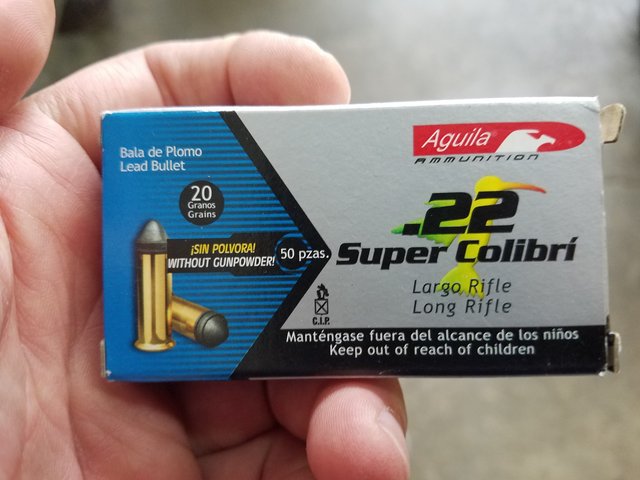 Bala de Plomo
Lead Bullet
20
Granos
Grains
¡SIN POLVORA!
WITHOUT GUNPOWDER!
50 pzas.
Aguila
AMMUNITION
.22
Super Colibrí
Largo Rifle
Long Rifle
C.I.P.
Manténgase fuera del alcance de los niños
Keep out of reach of children